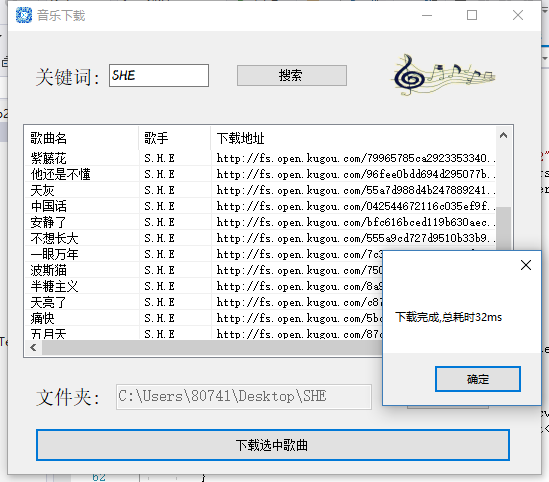 音乐下载
关键词: SHE 搜索
歌曲名 歌手 下载地址
紫藤花 S.H.E http://fs.open.kugou.com/79965785ca2923353340...
他还是不懂 S.H.E http://fs.open.kugou.com/96fee0bdd694d295077b...
天灰 S.H.E http://fs.open.kugou.com/55a7d988d4b247889241...
中国话 S.H.E http://fs.open.kugou.com/042544672116c035ef9f...
安静了 S.H.E http://fs.open.kugou.com/bfc616bced119b630aec...
不想长大 S.H.E http://fs.open.kugou.com/555a9cd727d9510b33b9...
一眼万年 S.H.E http://fs.open.kugou.com/7c3
波斯猫 S.H.E http://fs.open.kugou.com/750
半糖主义 S.H.E http://fs.open.kugou.com/8a9
天亮了 S.H.E http://fs.open.kugou.com/c87
痛快 S.H.E http://fs.open.kugou.com/5bc
五月天 S.H.E http://fs.open.kugou.com/87c
下载完成,总耗时32ms
确定
文件夹: C:\Users\80741\Desktop\SHE
下载选中歌曲
62 }